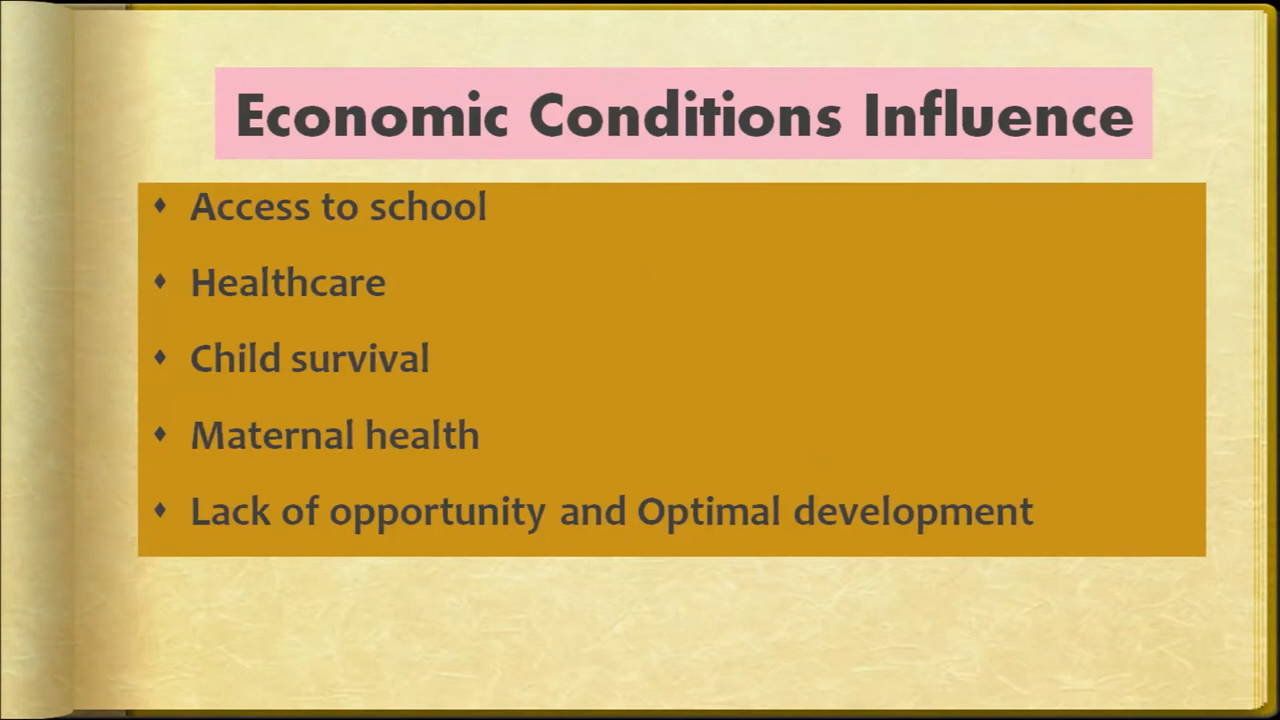 Economic Conditions Influence
Access to school
Healthcare
Child survival
Maternal health
Lack of opportunity and Optimal development